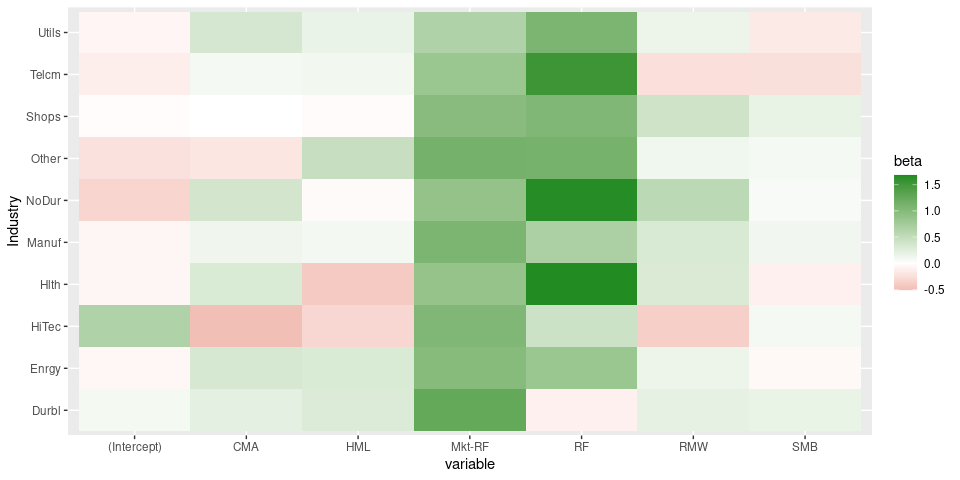 Industry
Utils
Telcm
Shops
Other
NoDur
Manuf
Hlth
HiTec
Enrgy
Durbl
(Intercept) CMA HML Mkt-RF RF RMW SMB
variable
beta
1.5
1.0
0.5
0.0
-0.5